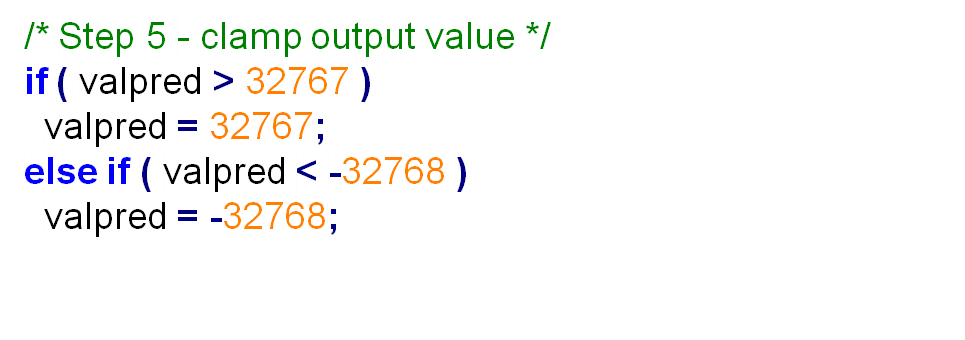 /* Step 5 - clamp output value */
if ( valpred > 32767 )
  valpred = 32767;
else if ( valpred < -32768 )
  valpred = -32768;